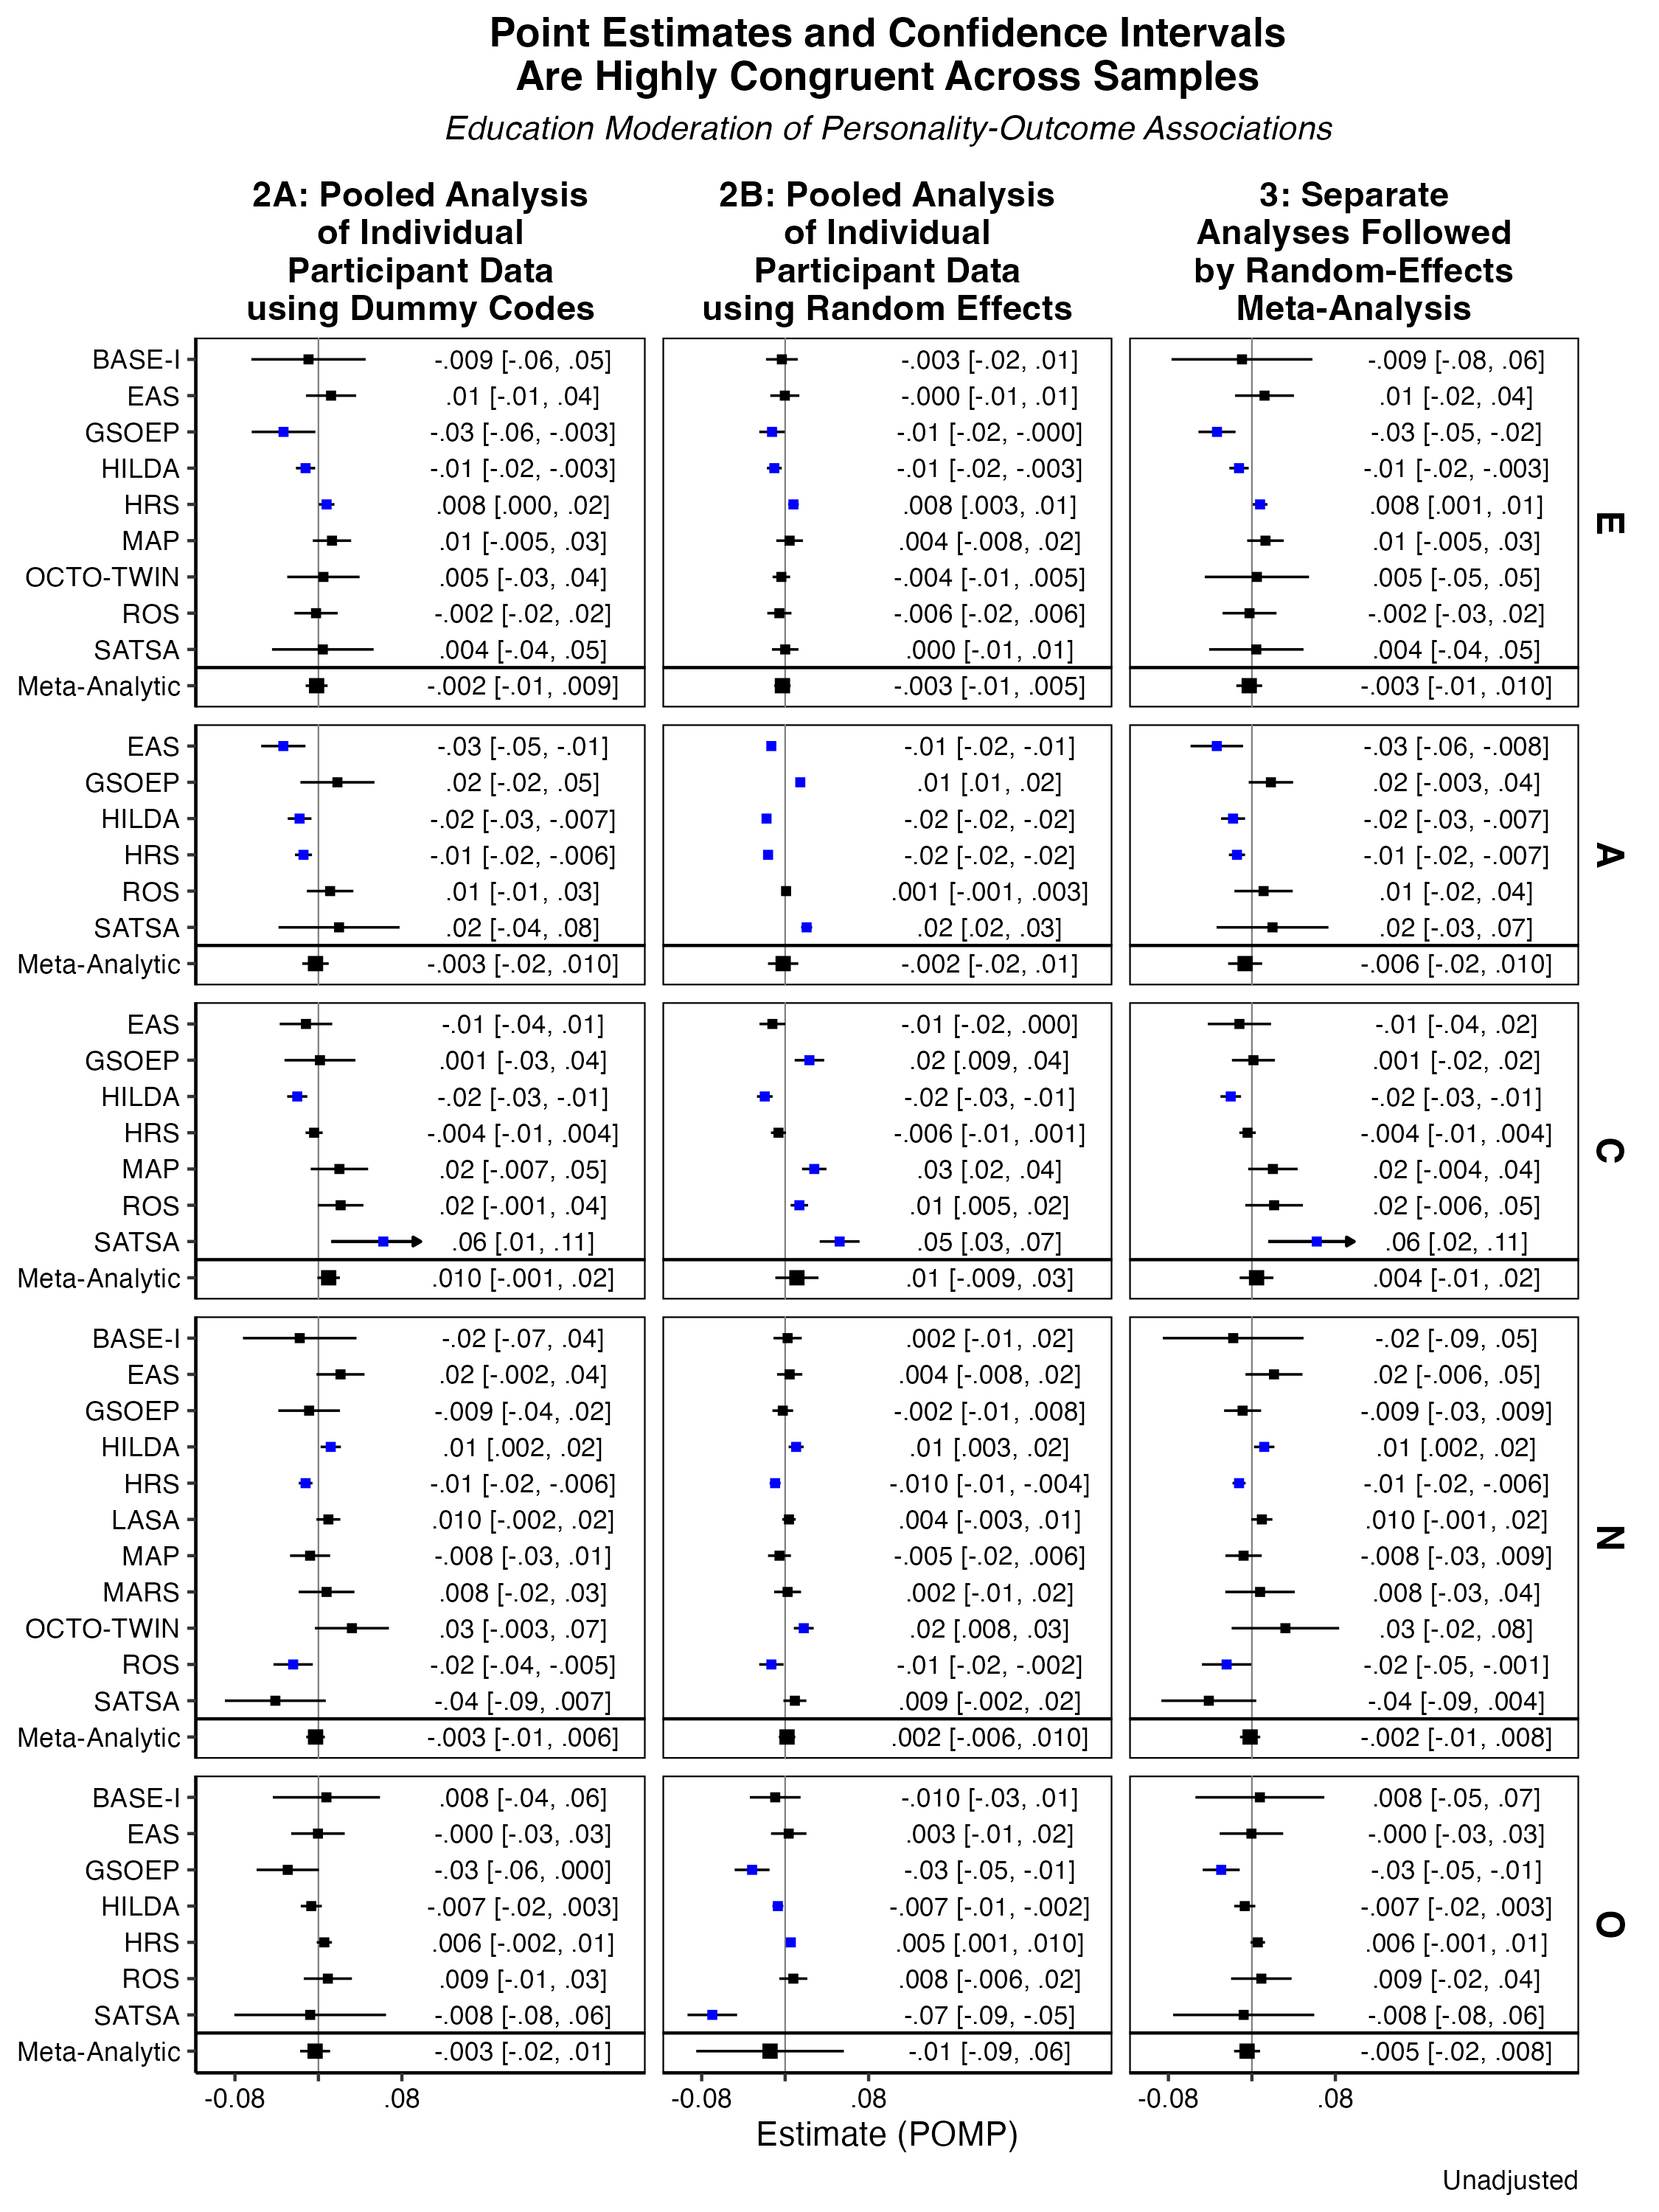 Point Estimates and Confidence Intervals
Are Highly Congruent Across Samples
Education Moderation of Personality-Outcome Associations
2A: Pooled Analysis
of Individual
Participant Data
using Dummy Codes
2B: Pooled Analysis
of Individual
Participant Data
using Random Effects
3: Separate
Analyses Followed
by Random-Effects
Meta-Analysis
BASE-I -.009 [-.06, .05] -.003 [-.02, .01] -.009 [-.08, .06]
EAS .01 [-.01, .04] -.000 [-.01, .01] .01 [-.02, .04]
GSOEP -.03 [-.06, -.003] -.01 [-.02, -.000] -.03 [-.05, -.02]
HILDA -.01 [-.02, -.003] -.01 [-.02, -.003] -.01 [-.02, -.003]
HRS .008 [.000, .02] .008 [.003, .01] .008 [.001, .01]
MAP .01 [-.005, .03] .004 [-.008, .02] .01 [-.005, .03]
OCTO-TWIN .005 [-.03, .04] -.004 [-.01, .005] .005 [-.05, .05]
ROS -.002 [-.02, .02] -.006 [-.02, .006] -.002 [-.03, .02]
SATSA .004 [-.04, .05] .000 [-.01, .01] .004 [-.04, .05]
Meta-Analytic -.002 [-.01, .009] -.003 [-.01, .005] -.003 [-.01, .010]
E
EAS -.03 [-.05, -.01] -.01 [-.02, -.01] -.03 [-.06, -.008]
GSOEP .02 [-.02, .05] .01 [.01, .02] .02 [-.003, .04]
HILDA -.02 [-.03, -.007] -.02 [-.02, -.02] -.02 [-.03, -.007]
HRS -.01 [-.02, -.006] -.02 [-.02, -.02] -.01 [-.02, -.007]
ROS .01 [-.01, .03] .001 [-.001, .003] .01 [-.02, .04]
SATSA .02 [-.04, .08] .02 [.02, .03] .02 [-.03, .07]
Meta-Analytic -.003 [-.02, .010] -.002 [-.02, .01] -.006 [-.02, .010]
A
EAS -.01 [-.04, .01] -.01 [-.02, .000] -.01 [-.04, .02]
GSOEP .001 [-.03, .04] .02 [.009, .04] .001 [-.02, .02]
HILDA -.02 [-.03, -.01] -.02 [-.03, -.01] -.02 [-.03, -.01]
HRS -.004 [-.01, .004] -.006 [-.01, .001] -.004 [-.01, .004]
MAP .02 [-.007, .05] .03 [.02, .04] .02 [-.004, .04]
ROS .02 [-.001, .04] .01 [.005, .02] .02 [-.006, .05]
SATSA .06 [.01, .11] .05 [.03, .07] .06 [.02, .11]
Meta-Analytic .010 [-.001, .02] .01 [-.009, .03] .004 [-.01, .02]
C
BASE-I -.02 [-.07, .04] .002 [-.01, .02] -.02 [-.09, .05]
EAS .02 [-.002, .04] .004 [-.008, .02] .02 [-.006, .05]
GSOEP -.009 [-.04, .02] -.002 [-.01, .008] -.009 [-.03, .009]
HILDA .01 [.002, .02] .01 [.003, .02] .01 [.002, .02]
HRS -.01 [-.02, -.006] -.010 [-.01, -.004] -.01 [-.02, -.006]
LASA .010 [-.002, .02] .004 [-.003, .01] .010 [-.001, .02]
MAP -.008 [-.03, .01] -.005 [-.02, .006] -.008 [-.03, .009]
MARS .008 [-.02, .03] .002 [-.01, .02] .008 [-.03, .04]
OCTO-TWIN .03 [-.003, .07] .02 [.008, .03] .03 [-.02, .08]
ROS -.02 [-.04, -.005] -.01 [-.02, -.002] -.02 [-.05, -.001]
SATSA -.04 [-.09, .007] .009 [-.002, .02] -.04 [-.09, .004]
Meta-Analytic -.003 [-.01, .006] .002 [-.006, .010] -.002 [-.01, .008]
N
BASE-I .008 [-.04, .06] -.010 [-.03, .01] .008 [-.05, .07]
EAS -.000 [-.03, .03] .003 [-.01, .02] -.000 [-.03, .03]
GSOEP -.03 [-.06, .000] -.03 [-.05, -.01] -.03 [-.05, -.01]
HILDA -.007 [-.02, .003] -.007 [-.01, -.002] -.007 [-.02, .003]
HRS .006 [-.002, .01] .005 [.001, .010] .006 [-.001, .01]
ROS .009 [-.01, .03] .008 [-.006, .02] .009 [-.02, .04]
SATSA -.008 [-.08, .06] -.07 [-.09, -.05] -.008 [-.08, .06]
Meta-Analytic -.003 [-.02, .01] -.01 [-.09, .06] -.005 [-.02, .008]
O
-0.08 .08 -0.08 .08 -0.08 .08
Estimate (POMP)
Unadjusted